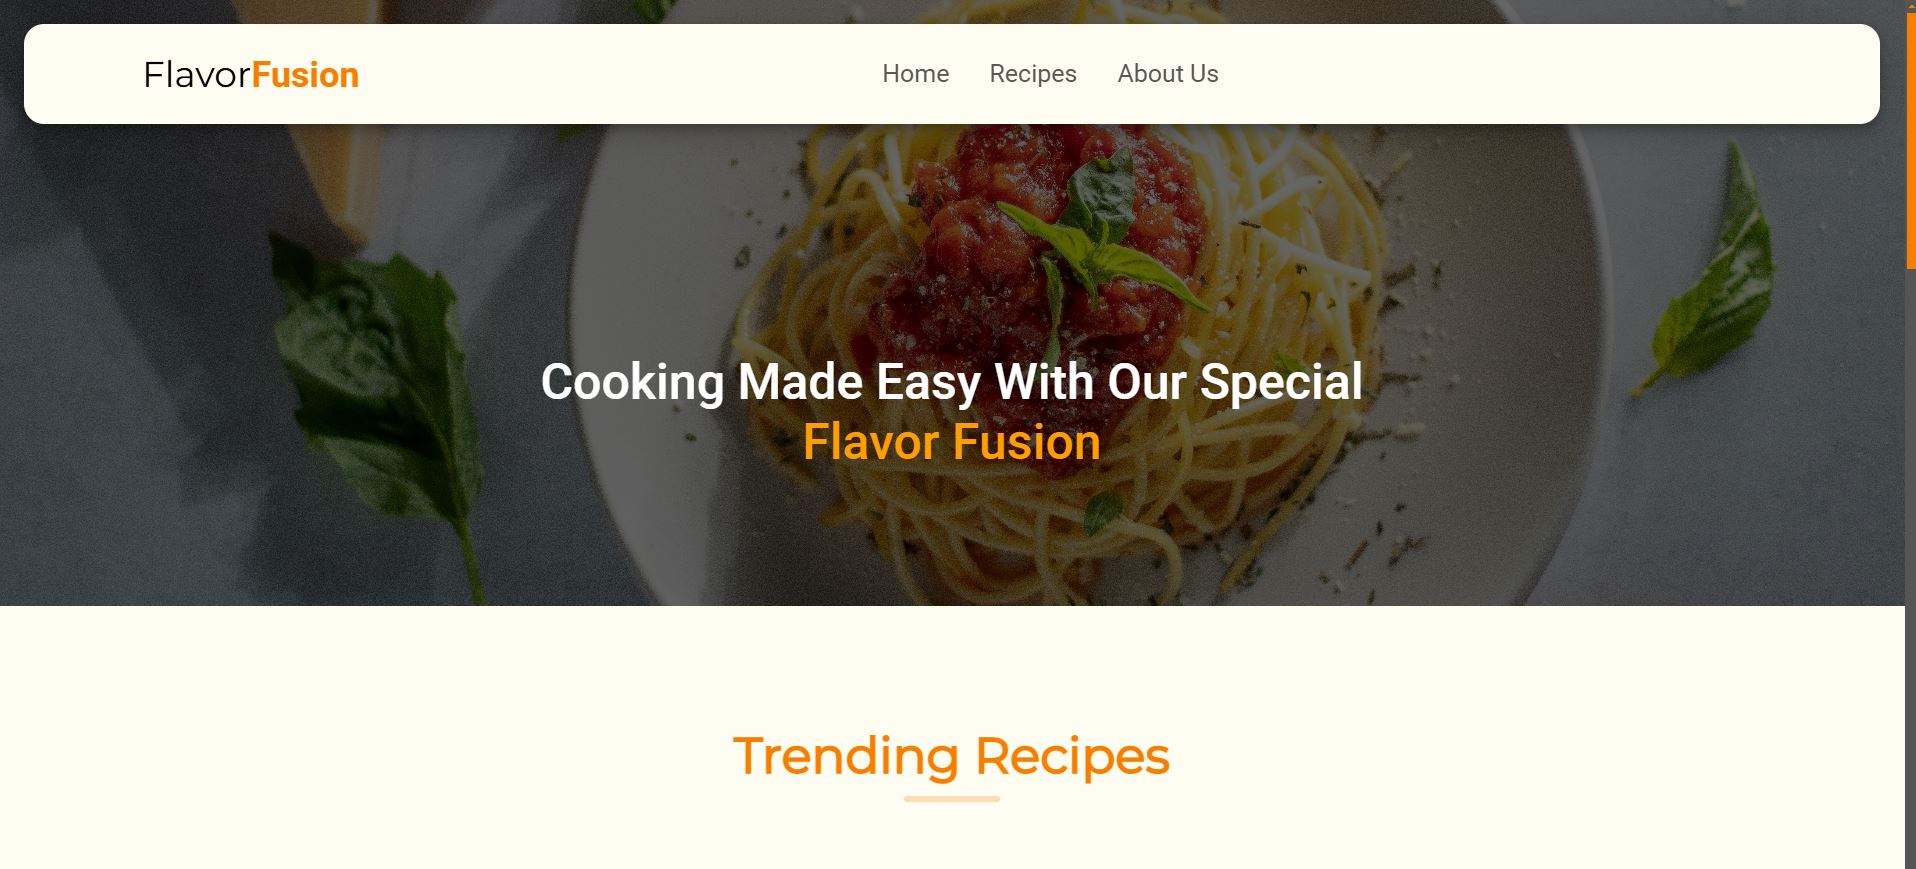 FlavorFusion
Home Recipes About Us
Cooking Made Easy With Our Special
Flavor Fusion
Trending Recipes